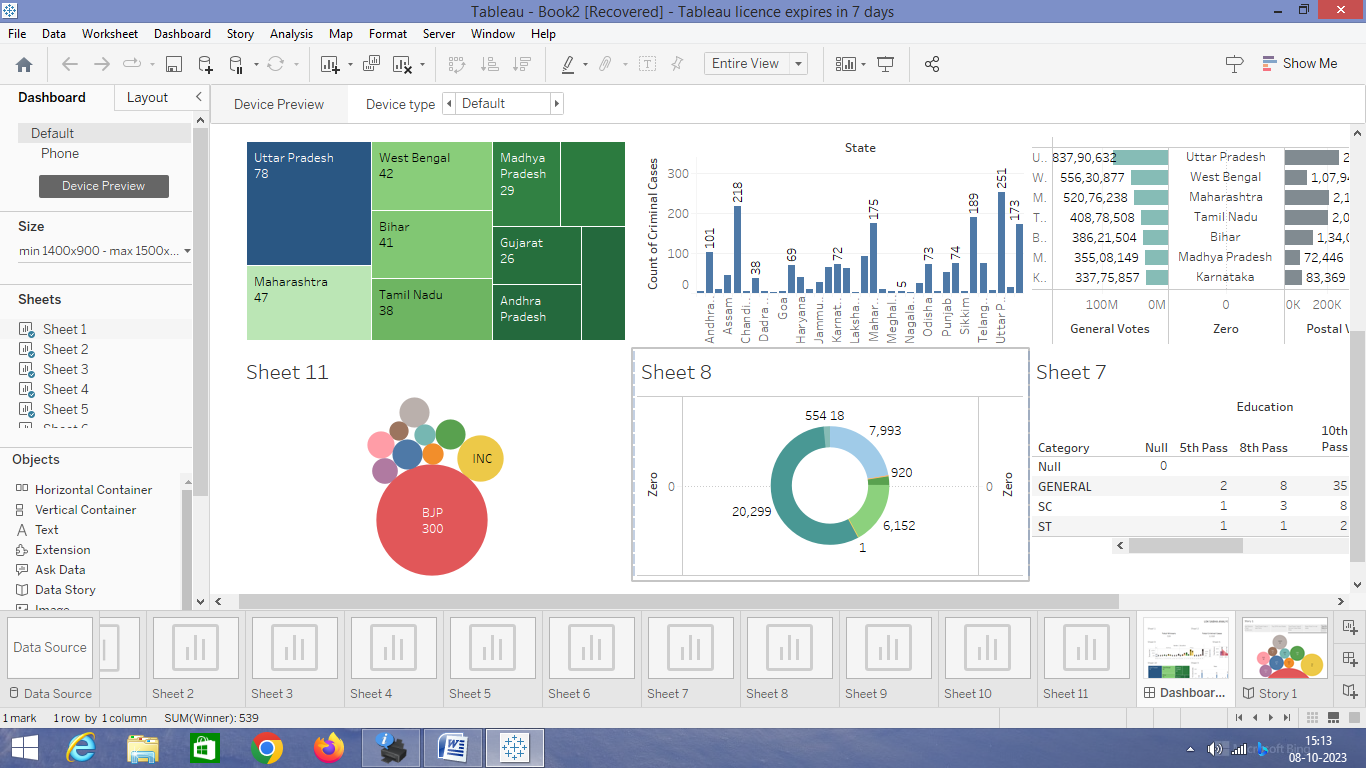 Tableau - Book2 [Recovered] - Tableau licence expires in 7 days
File Data Worksheet Dashboard Story Analysis Map Format Server Window Help
Entire View
Show Me
Dashboard Layout
Device Preview Device type Default
Default
Phone
Device Preview
Size
min 1400x900 - max 1500x...
Sheets
Sheet 1
Sheet 2
Sheet 3
Sheet 4
Sheet 5
Objects
Horizontal Container
Vertical Container
Text
Extension
Ask Data
Data Story
Image
Uttar Pradesh
78
Maharashtra
47
West Bengal
42
Bihar
41
Tamil Nadu
38
Madhya
Pradesh
29
Gujarat
26
Andhra
Pradesh
State
Count of Criminal Cases
300
200
100
0
101 218 38 69 72 175 5 73 74 189 251 173
Andhra.. Assam Chandi.. Dadra .. Goa Haryana Jammu.. Karnat.. Laksha.. Mahar.. Meghal.. Nagala.. Odisha Punjab Sikkim Telang.. Uttar P..
U.. 837,90,632 Uttar Pradesh 2
W. 556,30,877 West Bengal 1,07,94
M. 520,76,238 Maharashtra 2,1
T.. 408,78,508 Tamil Nadu 2,0
B.. 386,21,504 Bihar 1,34,0
M. 355,08,149 Madhya Pradesh 72,446
K.. 337,75,857 Karnataka 83,369
100M 0M 0 0K 200K
General Votes Zero Postal V
Sheet 11
INC
BJP
300
Sheet 8
Zero 0
554 18
7,993
920
6,152
1
20,299
0 Zero
Sheet 7
Education
Category Null 5th Pass 8th Pass 10th Pass
Null 0
GENERAL 2 8 35
SC 1 3 8
ST 1 1 2
Data Source
Data Source Sheet 2 Sheet 3 Sheet 4 Sheet 5 Sheet 6 Sheet 7 Sheet 8 Sheet 9 Sheet 10 Sheet 11 Dashboar... Story 1
1 mark 1 row by 1 column SUM(Winner): 539
15:13
08-10-2023